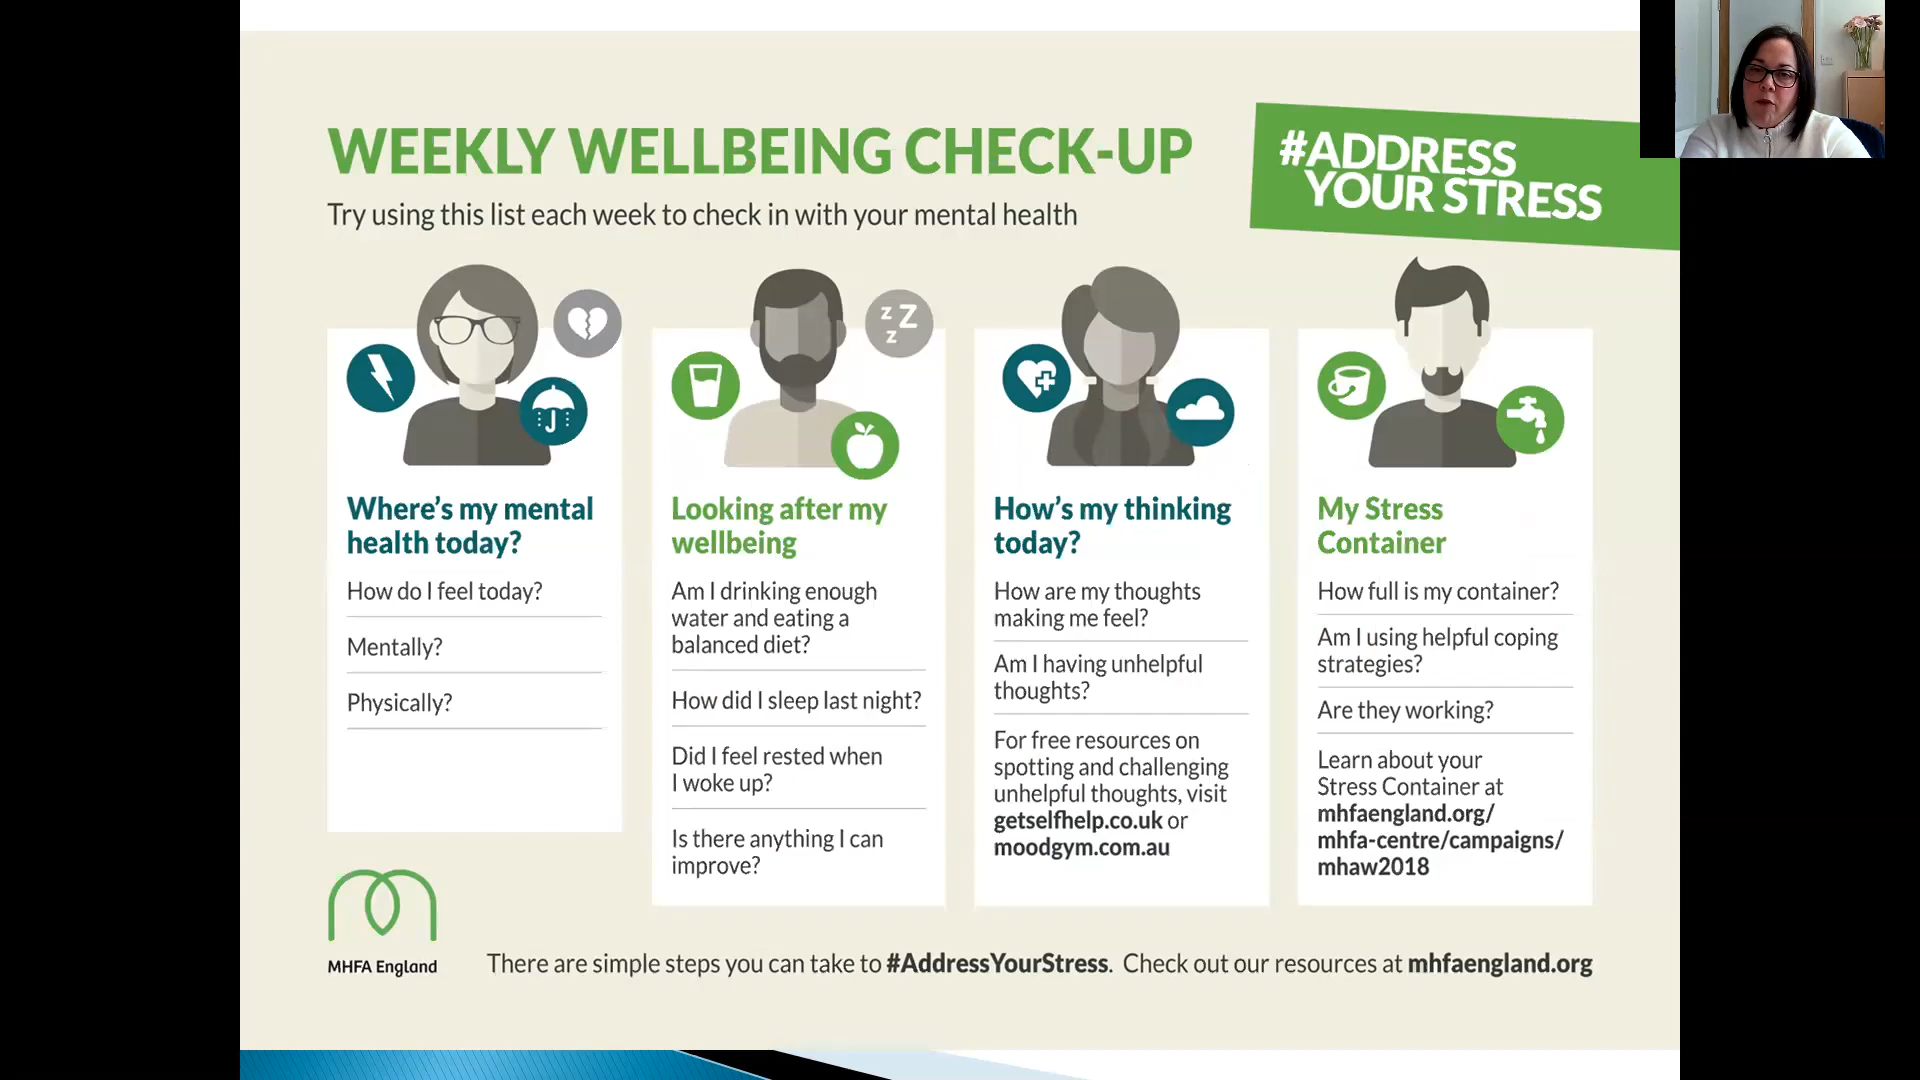 WEEKLY WELLBEING CHECK-UP
Try using this list each week to check in with your mental health
#ADDRESS
YOUR STRESS
z Z
z
Where's my mental
health today?
How do I feel today?
Mentally?
Physically?
Looking after my
wellbeing
Am I drinking enough
water and eating a
balanced diet?
How did I sleep last night?
Did I feel rested when
I woke up?
Is there anything I can
improve?
How's my thinking
today?
How are my thoughts
making me feel?
Am I having unhelpful
thoughts?
For free resources on
spotting and challenging
unhelpful thoughts, visit
getselfhelp.co.uk or
moodgym.com.au
My Stress
Container
How full is my container?
Am I using helpful coping
strategies?
Are they working?
Learn about your
Stress Container at
mhfaengland.org/
mhfa-centre/campaigns/
mhaw2018
MHFA England
There are simple steps you can take to #AddressYourStress. Check out our resources at mhfaengland.org